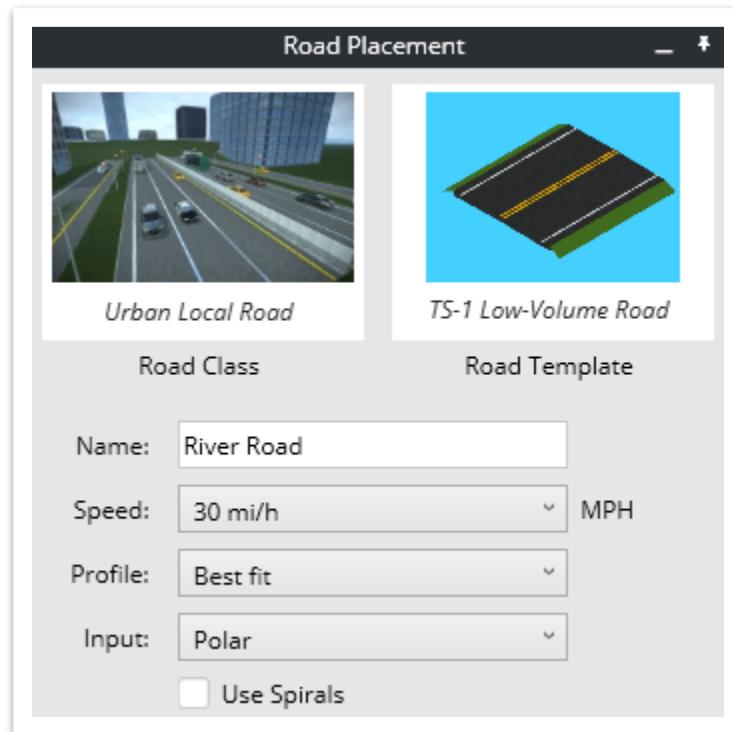 Road Placement
Urban Local Road
TS-1 Low-Volume Road
Road Class
Road Template
Name: River Road
Speed: 30 mi/h MPH
Profile: Best fit
Input: Polar
Use Spirals